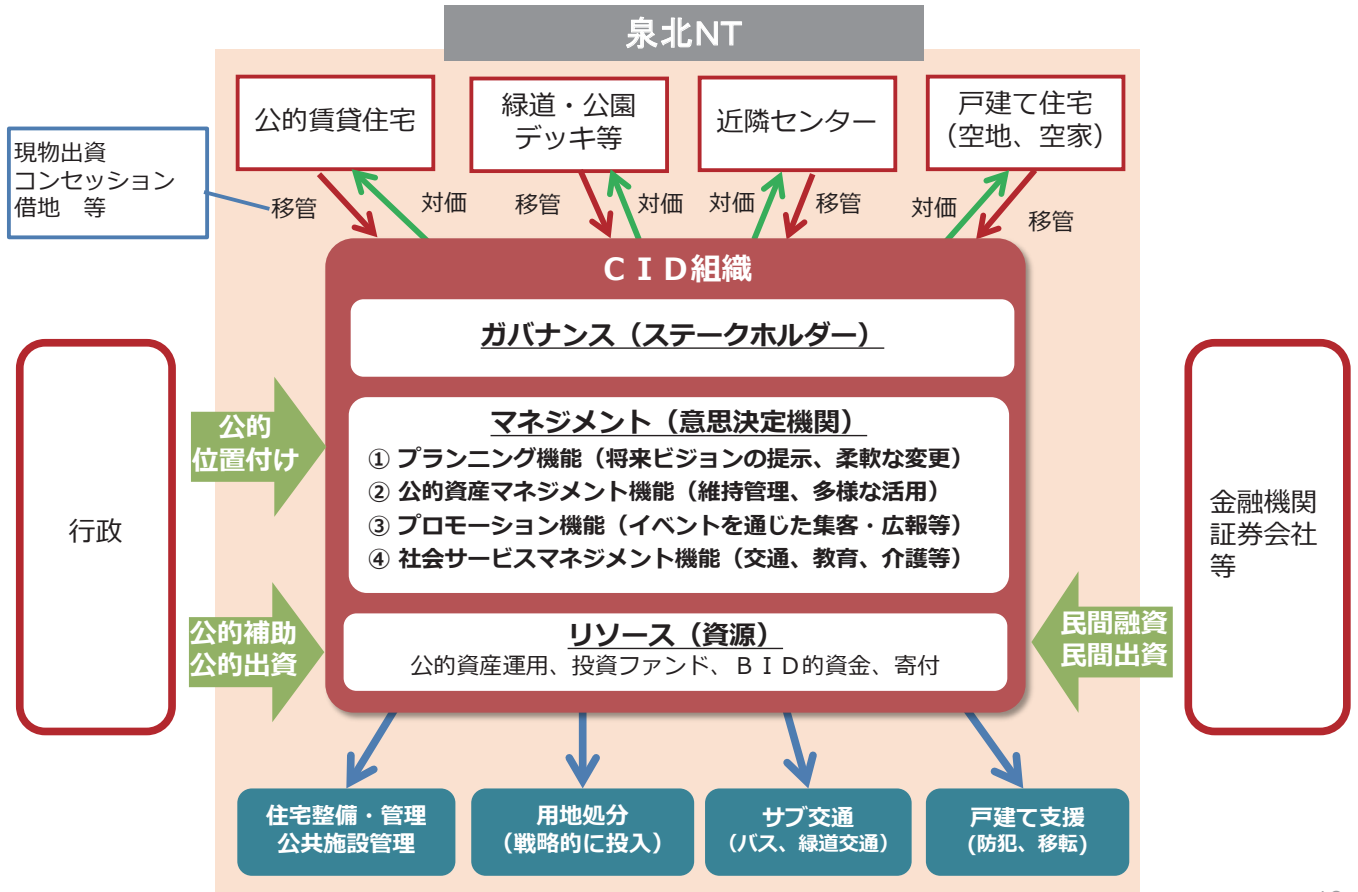 泉北NT
公的賃貸住宅
緑道・公園
デッキ等
近隣センター
戸建て住宅
（空地、空家）
現物出資
コンセッション
借地　等
移管
対価
移管
対価
対価
移管
対価
移管
ＣＩＤ組織
ガバナンス（ステークホルダー）
マネジメント（意思決定機関）
① プランニング機能（将来ビジョンの提示、柔軟な変更）
② 公的資産マネジメント機能（維持管理、多様な活用）
③ プロモーション機能（イベントを通じた集客・広報等）
④ 社会サービスマネジメント機能（交通、教育、介護等）
リソース（資源）
公的資産運用、投資ファンド、ＢＩＤ的資金、寄付
行政
公的
位置付け
公的補助
公的出資
金融機関
証券会社
等
民間融資
民間出資
住宅整備・管理
公共施設管理
用地処分
（戦略的に投入）
サブ交通
（バス、緑道交通）
戸建て支援
(防犯、移転)